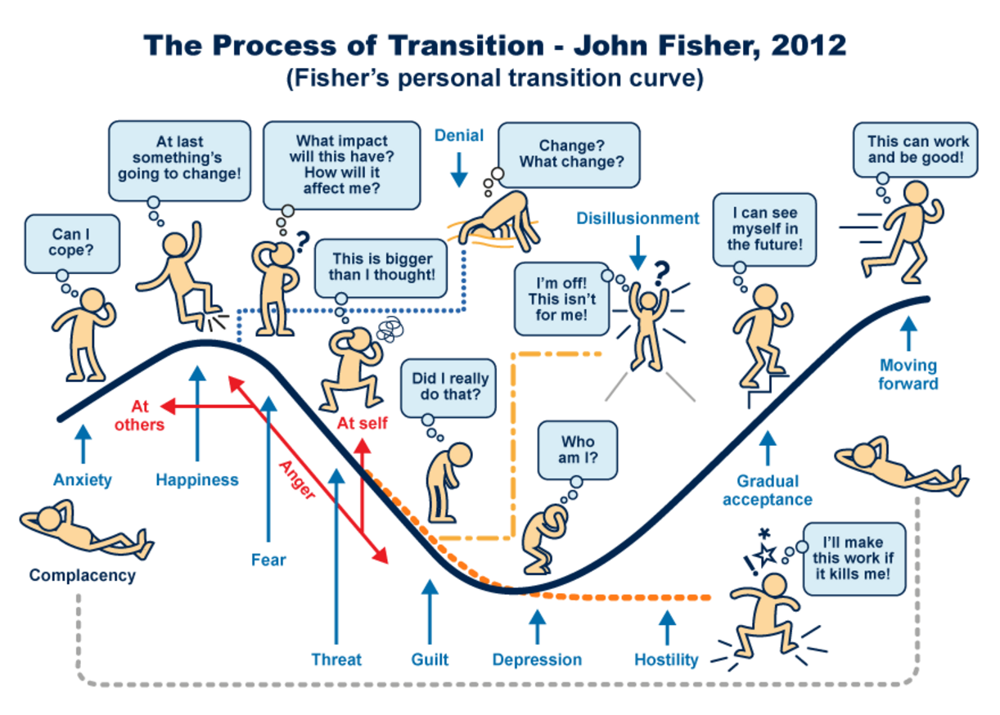 The Process of Transition - John Fisher, 2012
(Fisher's personal transition curve)
Can I
cope?
At last
something's
going to change!
What impact
will this have?
How will it
affect me?
?
Denial
Change?
What change?
This is bigger
than I thought!
Disillusionment
I'm off!
This isn't
for me!
?
I can see
myself in
the future!
This can work
and be good!
Moving
forward
At
others
At self
Anger
Did I really
do that?
Who
am I?
Anxiety
Happiness
Fear
Gradual
acceptance
Complacency
I'll make
this work if
it kills me!
!
*
Threat
Guilt
Depression
Hostility